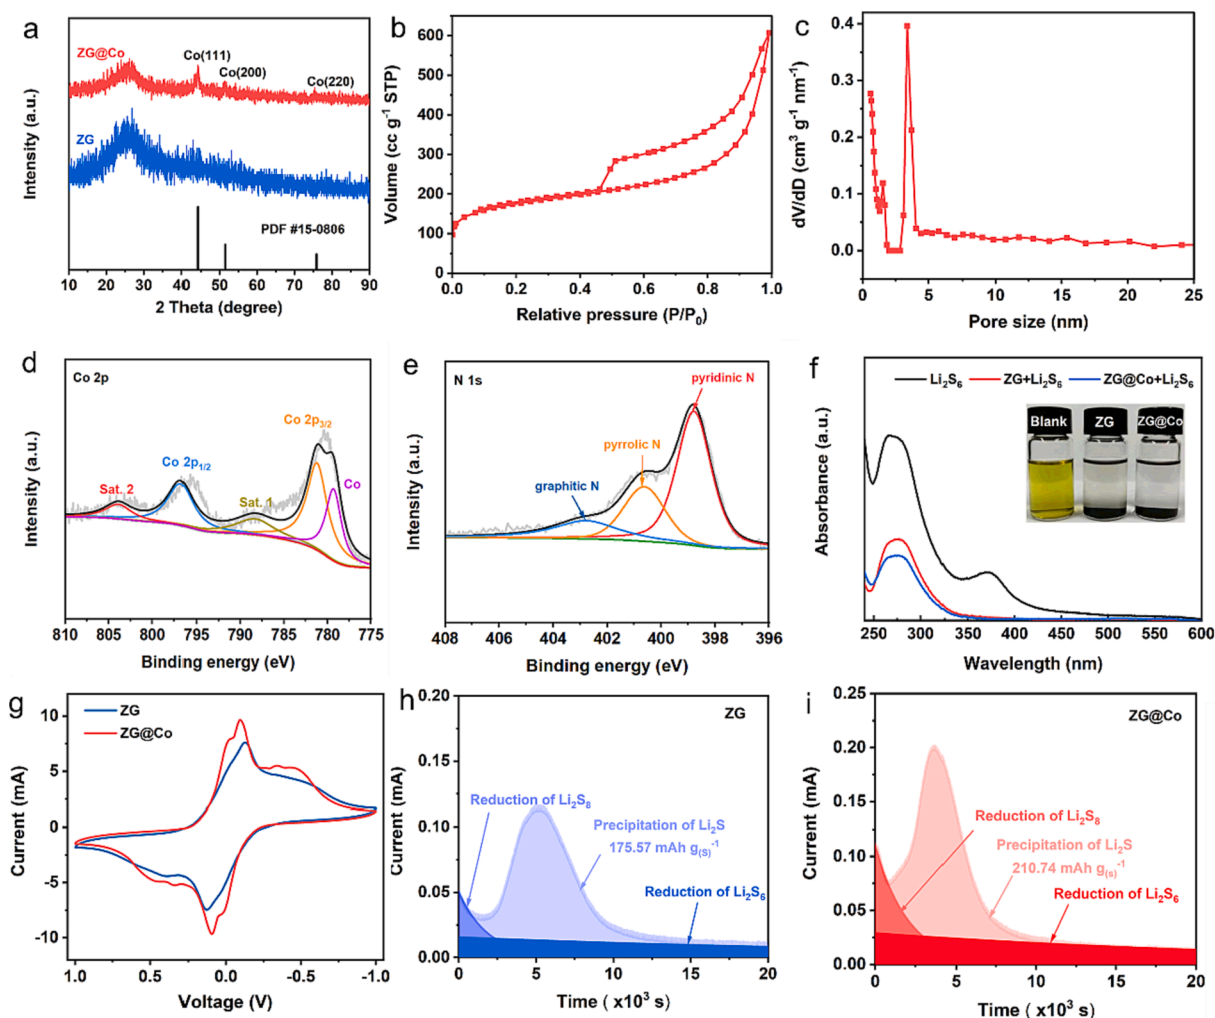 a
ZG@Co
Co(111)
Co(200)
Co(220)
ZG
PDF #15-0806
Intensity (a.u.)
10 20 30 40 50 60 70 80 90
2 Theta (degree)
b
600
500
400
300
200
100
0
Volume (cc g⁻¹ STP)
0.0 0.2 0.4 0.6 0.8 1.0
Relative pressure (P/P₀)
c
0.4
0.3
0.2
0.1
0.0
dV/dD (cm³ g⁻¹ nm⁻¹)
0 5 10 15 20 25
Pore size (nm)
d
Co 2p
Co 2p₃/₂
Co 2p₁/₂
Sat. 2
Sat. 1
Co
Intensity (a.u.)
810 805 800 795 790 785 780 775
Binding energy (eV)
e
N 1s
pyridinic N
pyrrolic N
graphitic N
Intensity (a.u.)
408 406 404 402 400 398 396
Binding energy (eV)
f
Li₂S₆ ZG+Li₂S₆ ZG@Co+Li₂S₆
Blank ZG ZG@Co
Absorbance (a.u.)
250 300 350 400 450 500 550 600
Wavelength (nm)
g
ZG
ZG@Co
10
5
0
-5
-10
Current (mA)
1.0 0.5 0.0 -0.5 -1.0
Voltage (V)
h
ZG
0.20
0.15
0.10
0.05
0.00
Current (mA)
Reduction of Li₂S₈
Precipitation of Li₂S
175.57 mAh g₍S₎⁻¹
Reduction of Li₂S₆
0 5 10 15 20
Time ( x10³ s)
i
ZG@Co
0.25
0.20
0.15
0.10
0.05
0.00
Current (mA)
Reduction of Li₂S₈
Precipitation of Li₂S
210.74 mAh g₍s₎⁻¹
Reduction of Li₂S₆
0 5 10 15 20
Time ( x10³ s)